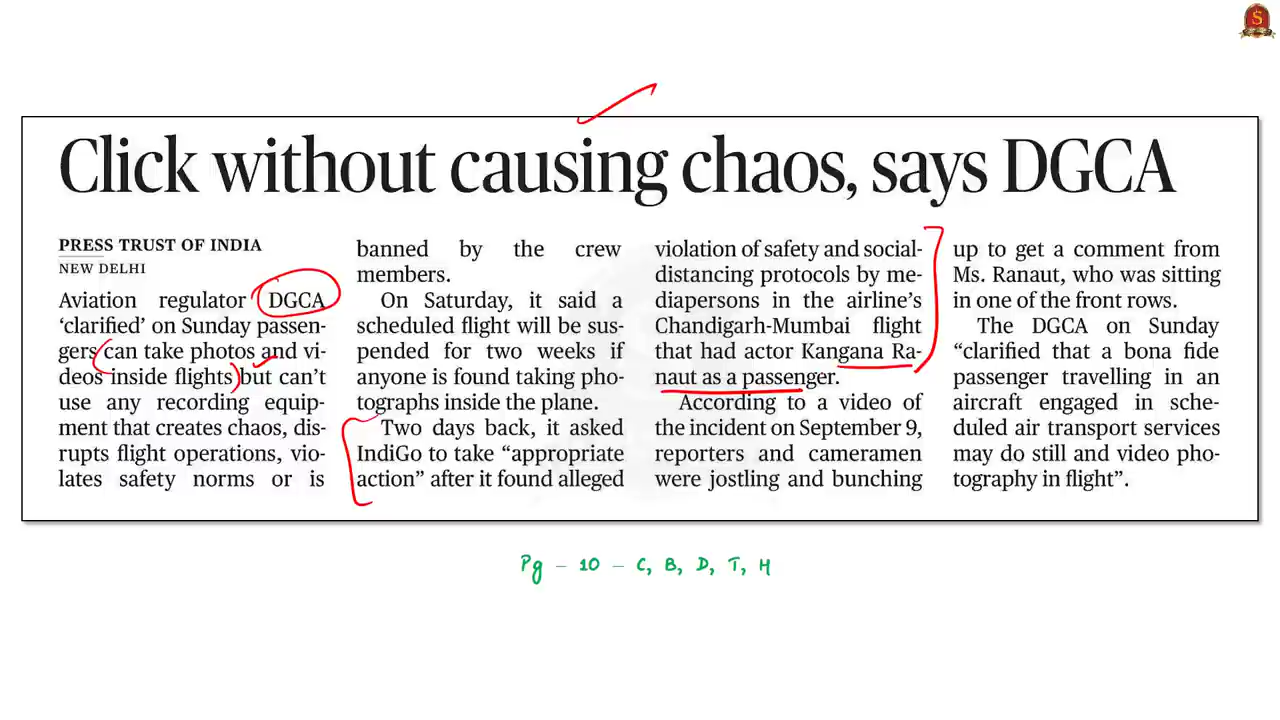 Click without causing chaos, says DGCA
PRESS TRUST OF INDIA
NEW DELHI
Aviation regulator DGCA
‘clarified’ on Sunday passen-
gers can take photos and vi-
deos inside flights but can’t
use any recording equip-
ment that creates chaos, dis-
rupts flight operations, vio-
lates safety norms or is
banned by the crew
members.
On Saturday, it said a
scheduled flight will be sus-
pended for two weeks if
anyone is found taking pho-
tographs inside the plane.
Two days back, it asked
IndiGo to take “appropriate
action” after it found alleged
violation of safety and social-
distancing protocols by me-
diapersons in the airline’s
Chandigarh-Mumbai flight
that had actor Kangana Ra-
naut as a passenger.
According to a video of
the incident on September 9,
reporters and cameramen
were jostling and bunching
up to get a comment from
Ms. Ranaut, who was sitting
in one of the front rows.
The DGCA on Sunday
“clarified that a bona fide
passenger travelling in an
aircraft engaged in sche-
duled air transport services
may do still and video pho-
tography in flight”.
Pg - 10 - C, B, D, T, H